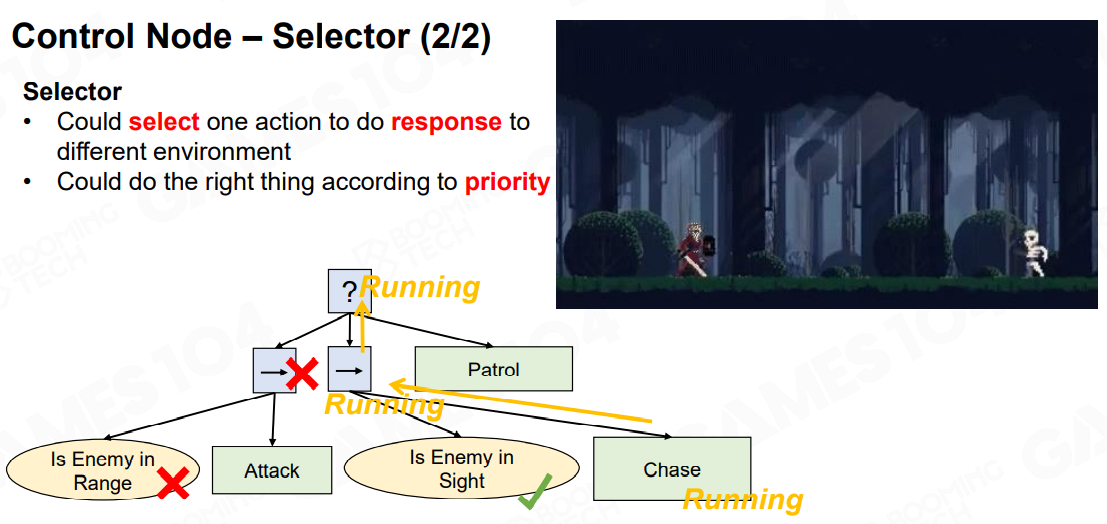 Control Node – Selector (2/2)
Selector
• Could select one action to do response to
different environment
• Could do the right thing according to priority
? Running
→
→
Patrol
Running
Is Enemy in
Range
Attack
Is Enemy in
Sight
Chase
Running
BOOMING
TECH
GAMES104